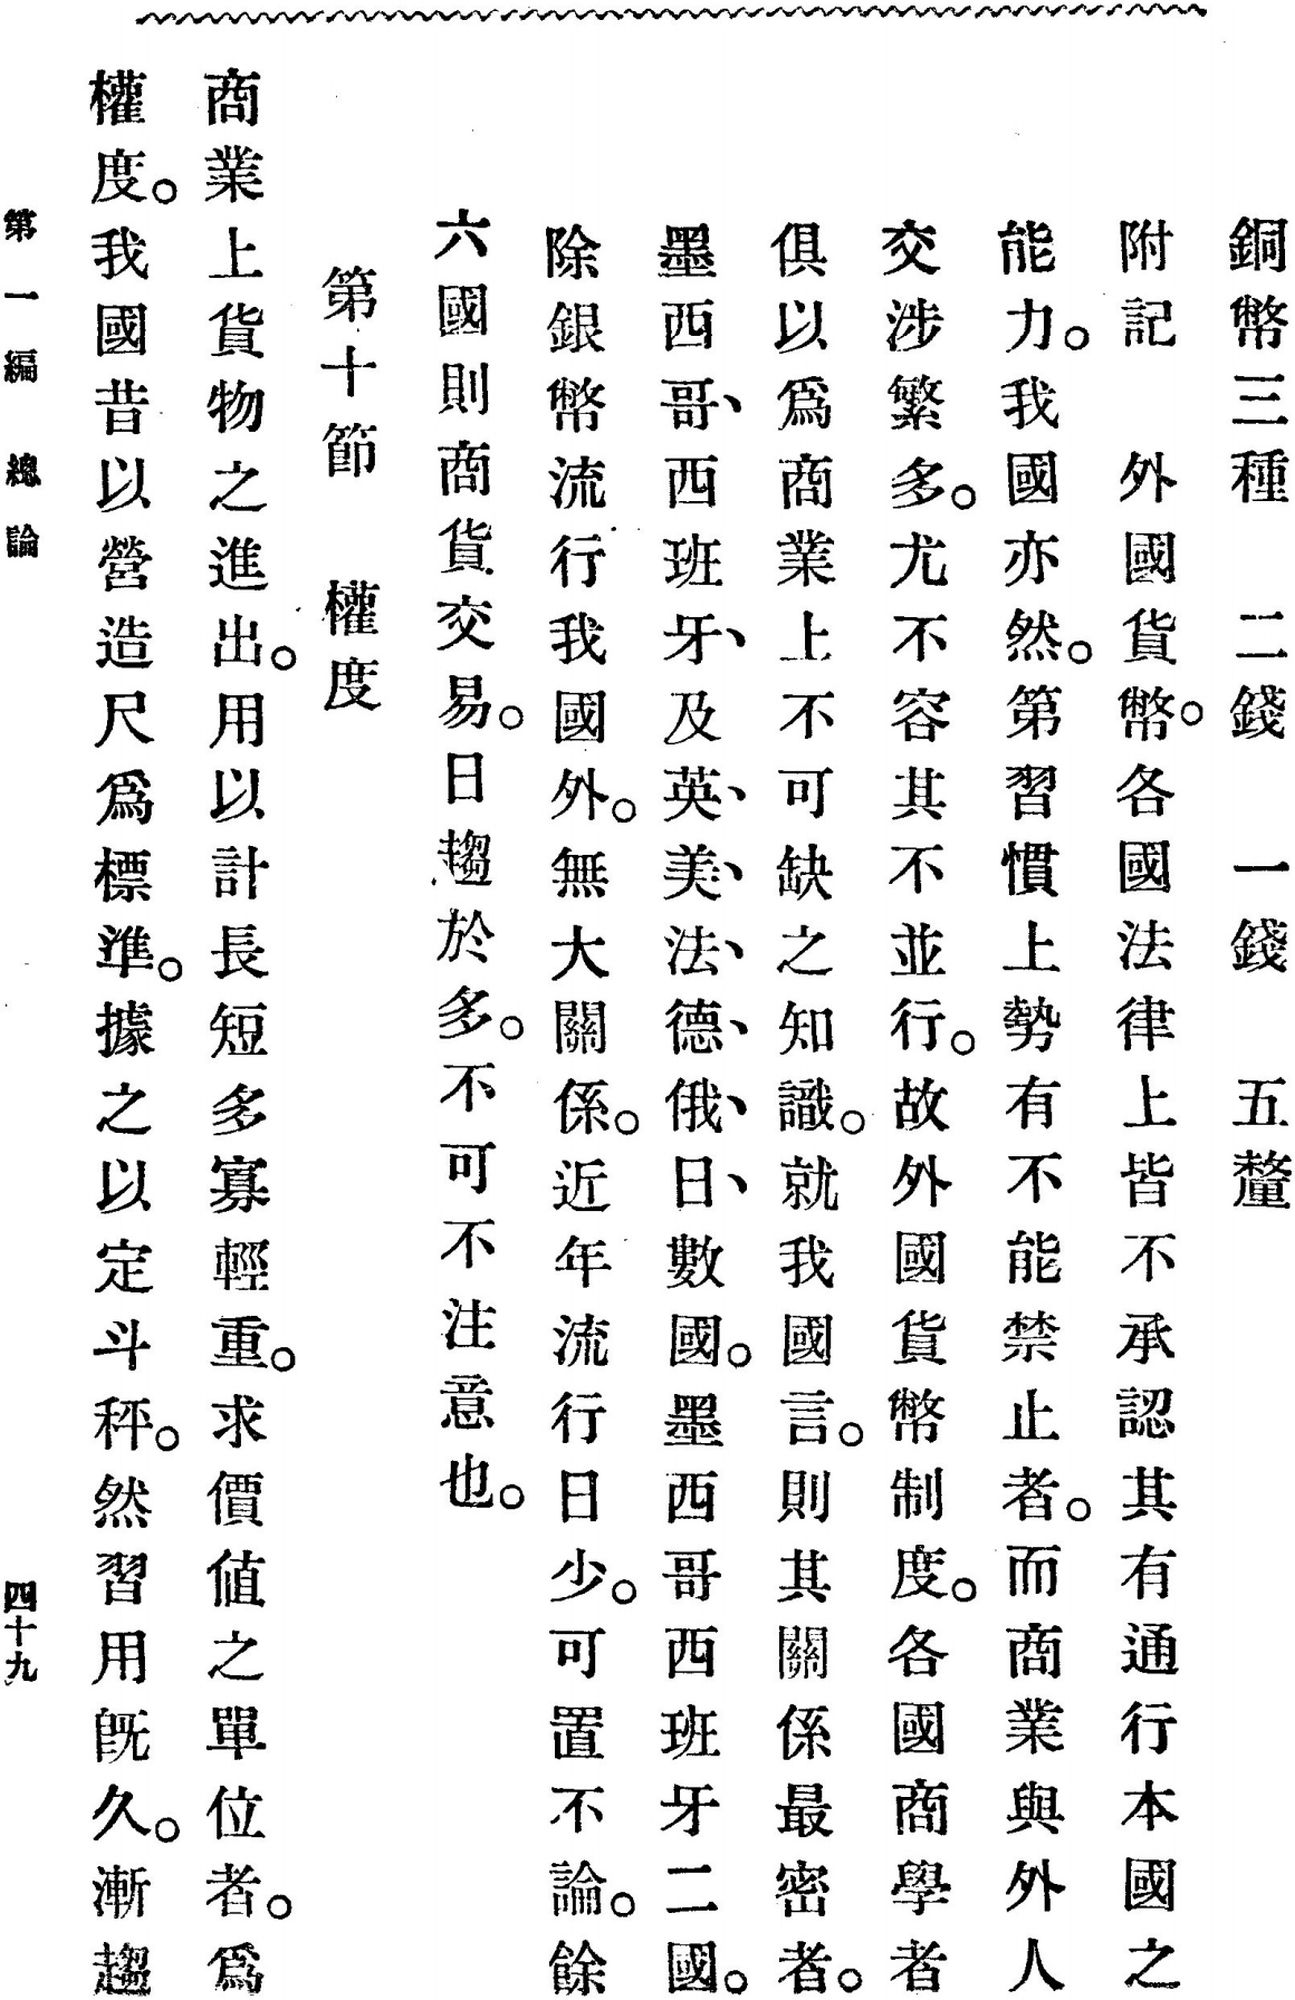 銅幣三種　二錢　一錢　五釐
附記　外國貨幣。各國法律上皆不承認其有通行本國之
能力。我國亦然。第習慣上勢有不能禁止者。而商業與外人
交涉繁多。尤不容其不並行。故外國貨幣制度。各國商學者
俱以爲商業上不可缺之知識。就我國言。則其關係最密者。
墨西哥、西班牙、及英、美、法、德、俄、日、數國。墨西哥西班牙二國。
除銀幣流行我國外。無大關係。近年流行日少。可置不論。餘
六國則商貨交易。日趨於多。不可不注意也。
第十節　權度
商業上貨物之進出。用以計長短多寡輕重。求價値之單位者。爲
權度。我國昔以營造尺爲標準。據之以定斗秤。然習用旣久。漸趨
第一編　總論　四十九